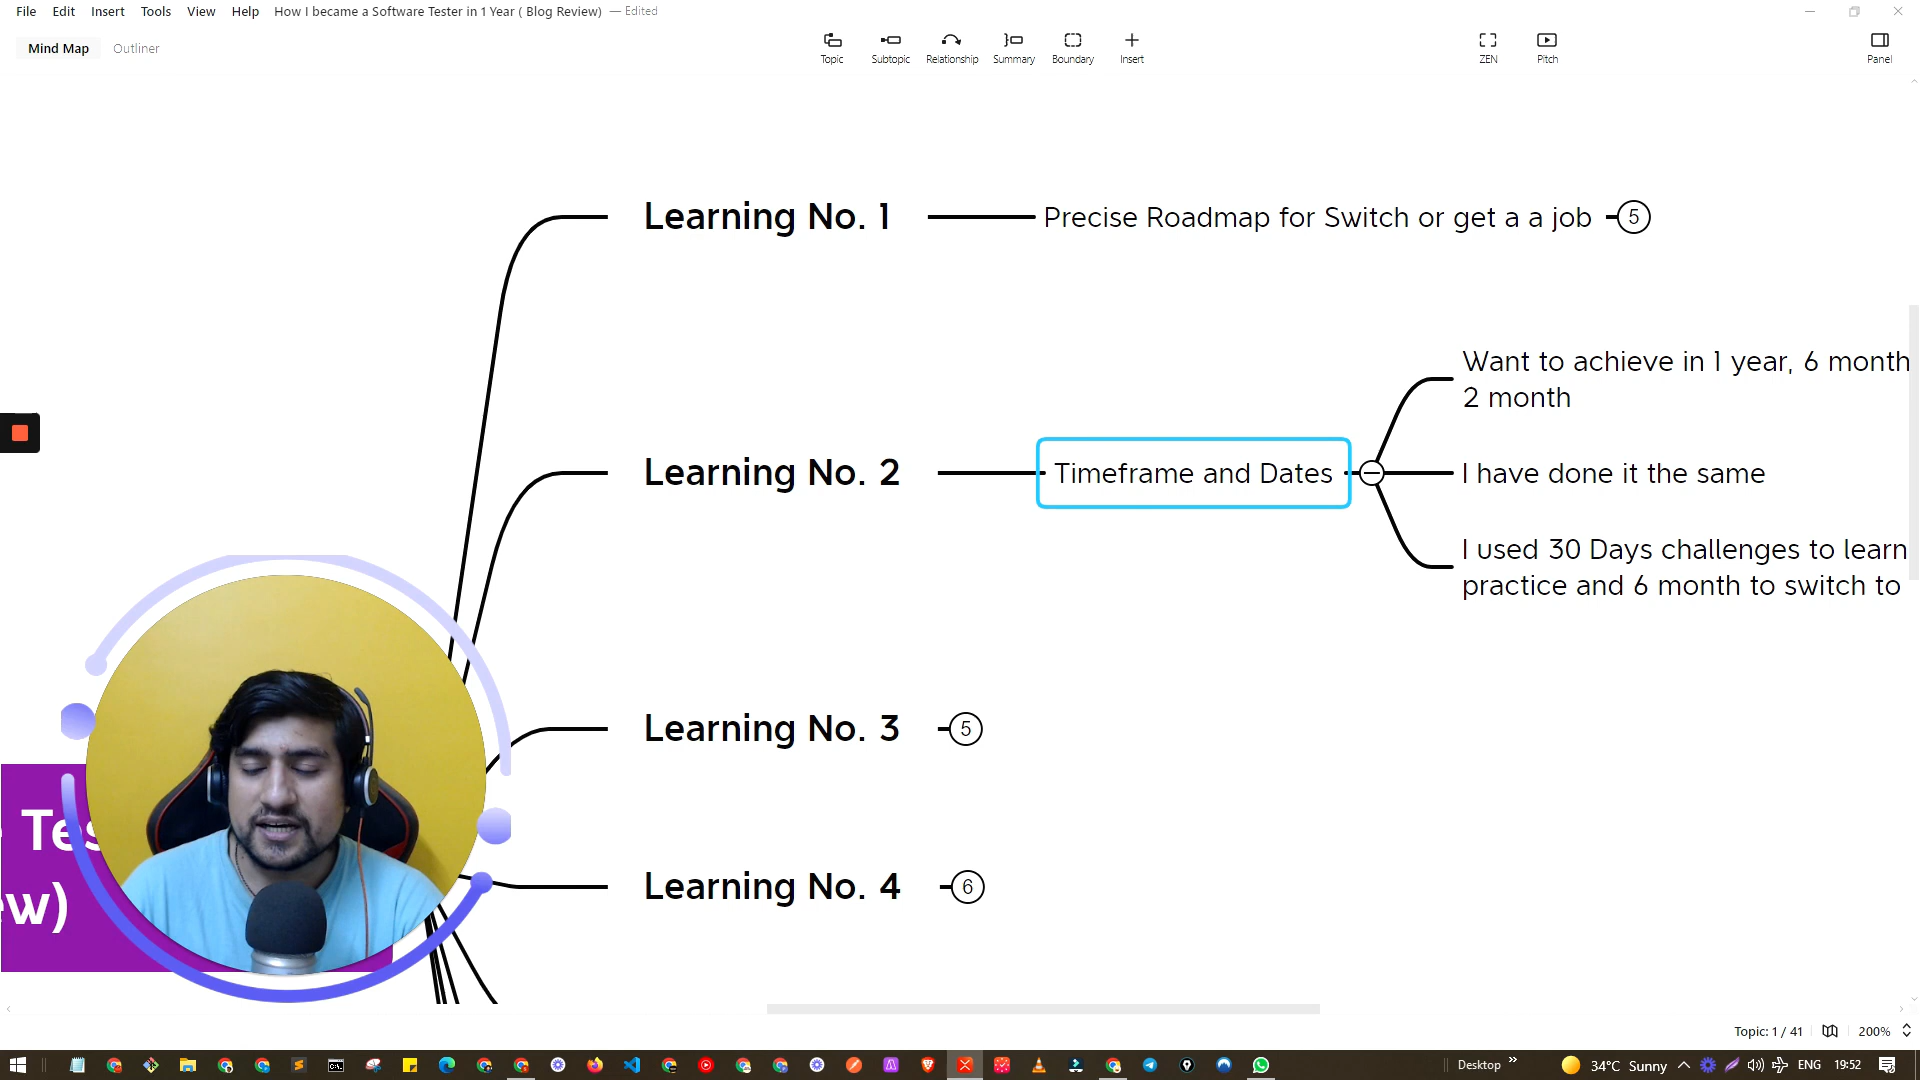 File Edit Insert Tools View Help How I became a Software Tester in 1 Year ( Blog Review) — Edited
Mind Map Outliner
Topic Subtopic Relationship Summary Boundary Insert ZEN Pitch Panel
Learning No. 1 Precise Roadmap for Switch or get a a job 5
Want to achieve in 1 year, 6 month
2 month
Learning No. 2 Timeframe and Dates I have done it the same
I used 30 Days challenges to learn
practice and 6 month to switch to
Learning No. 3 5
Learning No. 4 6
Topic: 1 / 41 200%
Desktop 34°C Sunny ENG 19:52